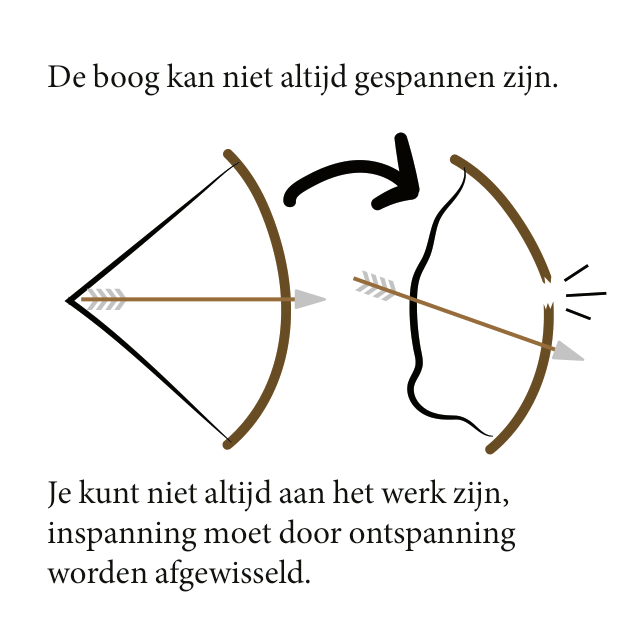 De boog kan niet altijd gespannen zijn.
Je kunt niet altijd aan het werk zijn,
inspanning moet door ontspanning
worden afgewisseld.